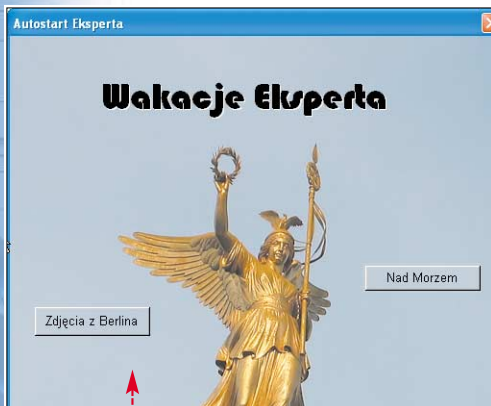 Autostart Eksperta
Wakacje Eksperta
Nad Morzem
Zdjęcia z Berlina